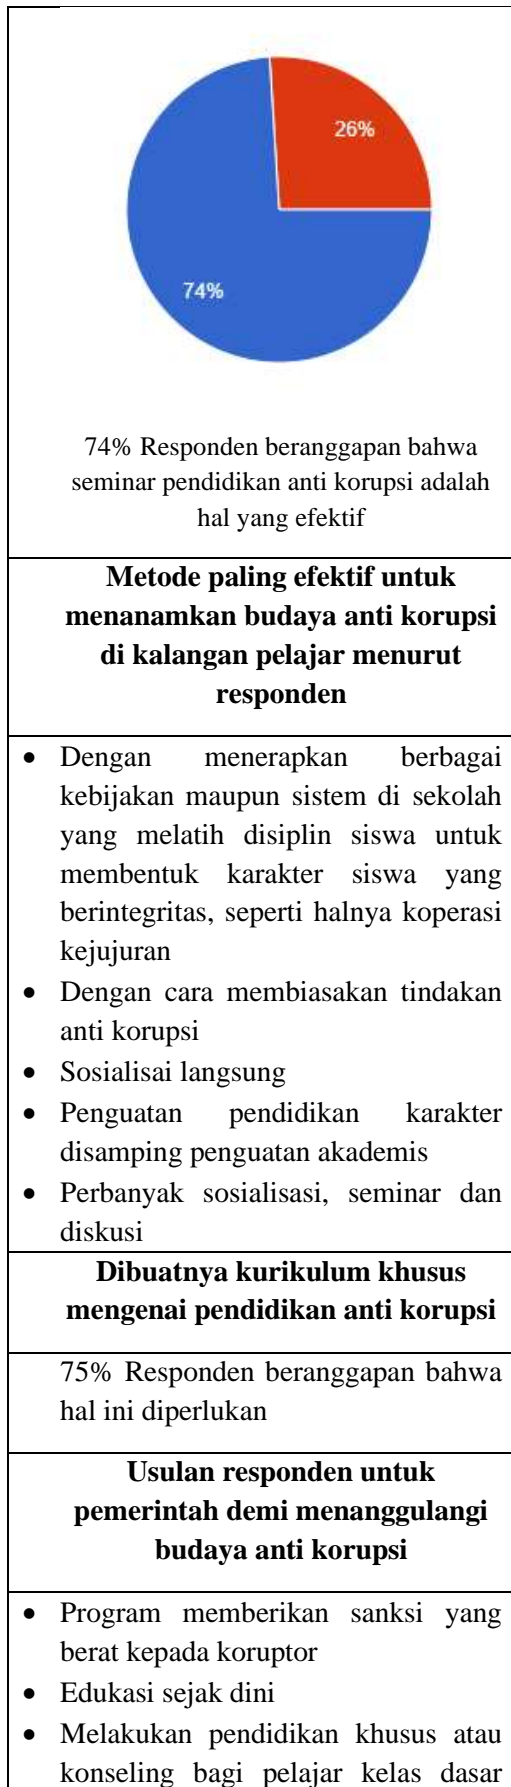 26%
74%
74% Responden beranggapan bahwa
seminar pendidikan anti korupsi adalah
hal yang efektif
Metode paling efektif untuk
menanamkan budaya anti korupsi
di kalangan pelajar menurut
responden
• Dengan menerapkan berbagai
kebijakan maupun sistem di sekolah
yang melatih disiplin siswa untuk
membentuk karakter siswa yang
berintegritas, seperti halnya koperasi
kejujuran
• Dengan cara membiasakan tindakan
anti korupsi
• Sosialisai langsung
• Penguatan pendidikan karakter
disamping penguatan akademis
• Perbanyak sosialisasi, seminar dan
diskusi
Dibuatnya kurikulum khusus
mengenai pendidikan anti korupsi
75% Responden beranggapan bahwa
hal ini diperlukan
Usulan responden untuk
pemerintah demi menanggulangi
budaya anti korupsi
• Program memberikan sanksi yang
berat kepada koruptor
• Edukasi sejak dini
• Melakukan pendidikan khusus atau
konseling bagi pelajar kelas dasar